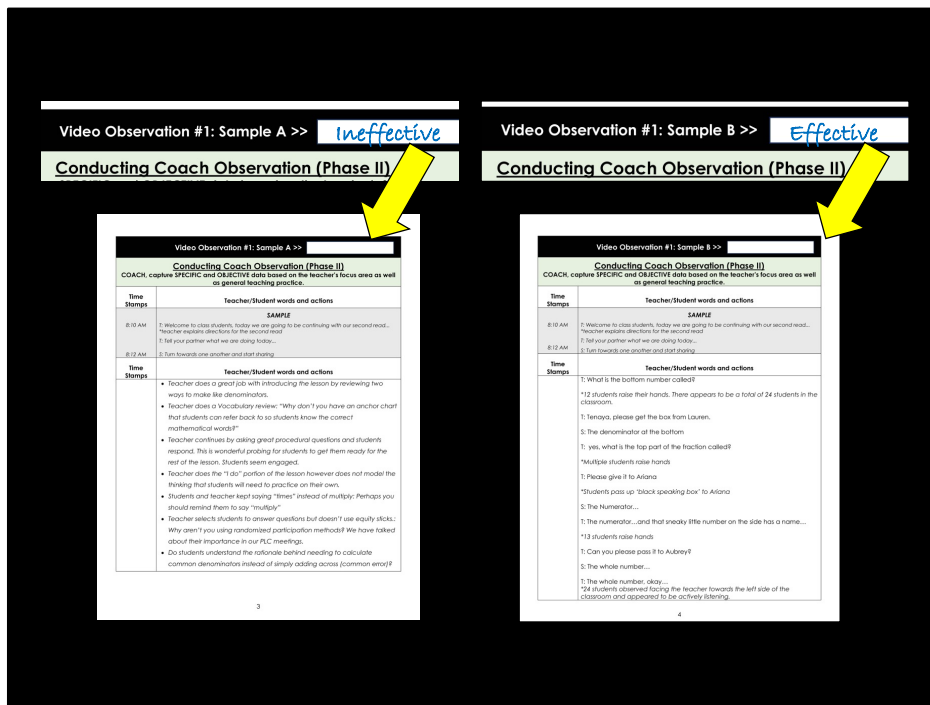 Video Observation #1: Sample A >> Ineffective
Conducting Coach Observation (Phase II)
Video Observation #1: Sample A >>
Conducting Coach Observation (Phase II)
COACH, capture SPECIFIC and OBJECTIVE data based on the teacher's focus area as well
as general teaching practice.
Time
Stamps
Teacher/Student words and actions
SAMPLE
8:10 AM
T: Welcome to class students, today we are going to be continuing with our second read...
*teacher explains directions for the second read
T: Tell your partner what we are doing today...
8:12 AM
S: Turn towards one another and start sharing
Time
Stamps
Teacher/Student words and actions
• Teacher does a great job with introducing the lesson by reviewing two
ways to make like denominators.
• Teacher does a Vocabulary review: "Why don't you have an anchor chart
that students can refer back to so students know the correct
mathematical words?"
• Teacher continues by asking great procedural questions and students
respond. This is wonderful probing for students to get them ready for the
rest of the lesson. Students seem engaged.
• Teacher does the "I do" portion of the lesson however does not model the
thinking that students will need to practice on their own.
• Students and teacher kept saying "times" instead of multiply: Perhaps you
should remind them to say "multiply"
• Teacher selects students to answer questions but doesn't use equity sticks.:
Why aren't you using randomized participation methods? We have talked
about their importance in our PLC meetings.
• Do students understand the rationale behind needing to calculate
common denominators instead of simply adding across (common error)?
3
Video Observation #1: Sample B >> Effective
Conducting Coach Observation (Phase II)
Video Observation #1: Sample B >>
Conducting Coach Observation (Phase II)
COACH, capture SPECIFIC and OBJECTIVE data based on the teacher's focus area as well
as general teaching practice.
Time
Stamps
Teacher/Student words and actions
SAMPLE
8:10 AM
T: Welcome to class students, today we are going to be continuing with our second read...
*teacher explains directions for the second read
T: Tell your partner what we are doing today...
8:12 AM
S: Turn towards one another and start sharing
Time
Stamps
Teacher/Student words and actions
T: What is the bottom number called?
*12 students raise their hands. There appears to be a total of 24 students in the
classroom.
T: Tenaya, please get the box from Lauren.
S: The denominator at the bottom
T: yes, what is the top part of the fraction called?
*Multiple students raise hands
T: Please give it to Ariana
*Students pass up 'black speaking box' to Ariana
S: The Numerator...
T: The numerator...and that sneaky little number on the side has a name...
*13 students raise hands
T: Can you please pass it to Aubrey?
S: The whole number...
T: The whole number, okay...
*24 students observed facing the teacher towards the left side of the
classroom and appeared to be actively listening.
4